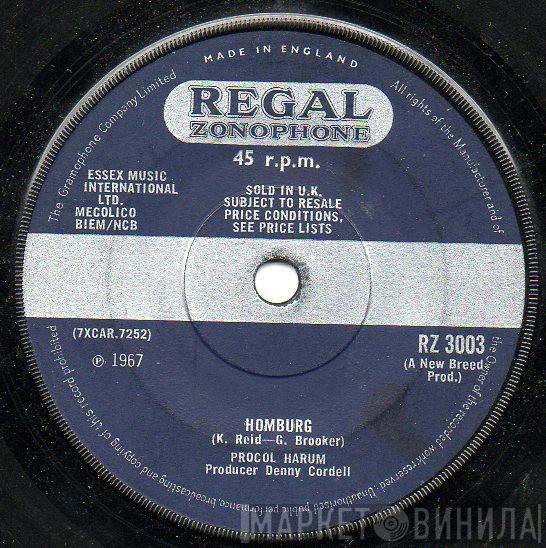 MADE IN ENGLAND
The Gramophone Company Limited
All rights of the Manufacturer and of
the Owner of the recorded work reserved · Unauthorised public performance, broadcasting and copying of this record prohibited
REGAL
ZONOPHONE
45 r.p.m.
ESSEX MUSIC
INTERNATIONAL
LTD.
MECOLICO
BIEM/NCB
SOLD IN U.K.
SUBJECT TO RESALE
PRICE CONDITIONS,
SEE PRICE LISTS
(7XCAR.7252)
℗ 1967
RZ 3003
(A New Breed
Prod.)
HOMBURG
(K. Reid—G. Brooker)
PROCOL HARUM
Producer Denny Cordell
МАРКЕТ ВИНИЛА!